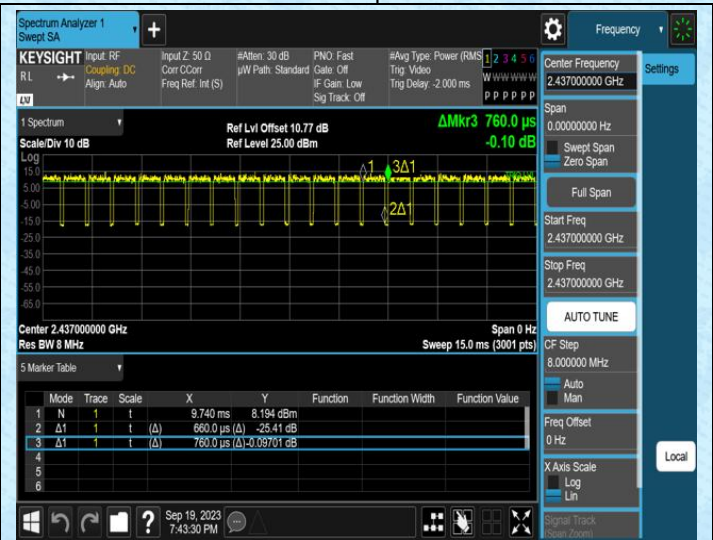 Spectrum Analyzer 1
Swept SA
Frequency
KEYSIGHT
RL
LXI
Input: RF
Coupling: DC
Align: Auto
Input Z: 50 Ω
Corr CCorr
Freq Ref: Int (S)
#Atten: 30 dB
µW Path: Standard
PNO: Fast
Gate: Off
IF Gain: Low
Sig Track: Off
#Avg Type: Power (RMS
Trig: Video
Trig Delay: -2.000 ms
1 2 3 4 5 6
W W W W W W
P P P P P P
1 Spectrum
Scale/Div 10 dB
Log
Ref Lvl Offset 10.77 dB
Ref Level 25.00 dBm
ΔMkr3 760.0 µs
-0.10 dB
15.0
5.00
-5.00
-15.0
-25.0
-35.0
-45.0
-55.0
-65.0
1
3Δ1
2Δ1
Center 2.437000000 GHz
Res BW 8 MHz
Span 0 Hz
Sweep 15.0 ms (3001 pts)
5 Marker Table
Mode Trace Scale X Y Function Function Width Function Value
1 N 1 t 9.740 ms 8.194 dBm
2 Δ1 1 t (Δ) 660.0 µs (Δ) -25.41 dB
3 Δ1 1 t (Δ) 760.0 µs (Δ) -0.09701 dB
4
5
6
?
Sep 19, 2023
7:43:30 PM
Center Frequency
2.437000000 GHz
Span
0.00000000 Hz
Swept Span
Zero Span
Full Span
Start Freq
2.437000000 GHz
Stop Freq
2.437000000 GHz
AUTO TUNE
CF Step
8.000000 MHz
Auto
Man
Freq Offset
0 Hz
X Axis Scale
Log
Lin
Signal Track
(Span Zoom)
Settings
Local